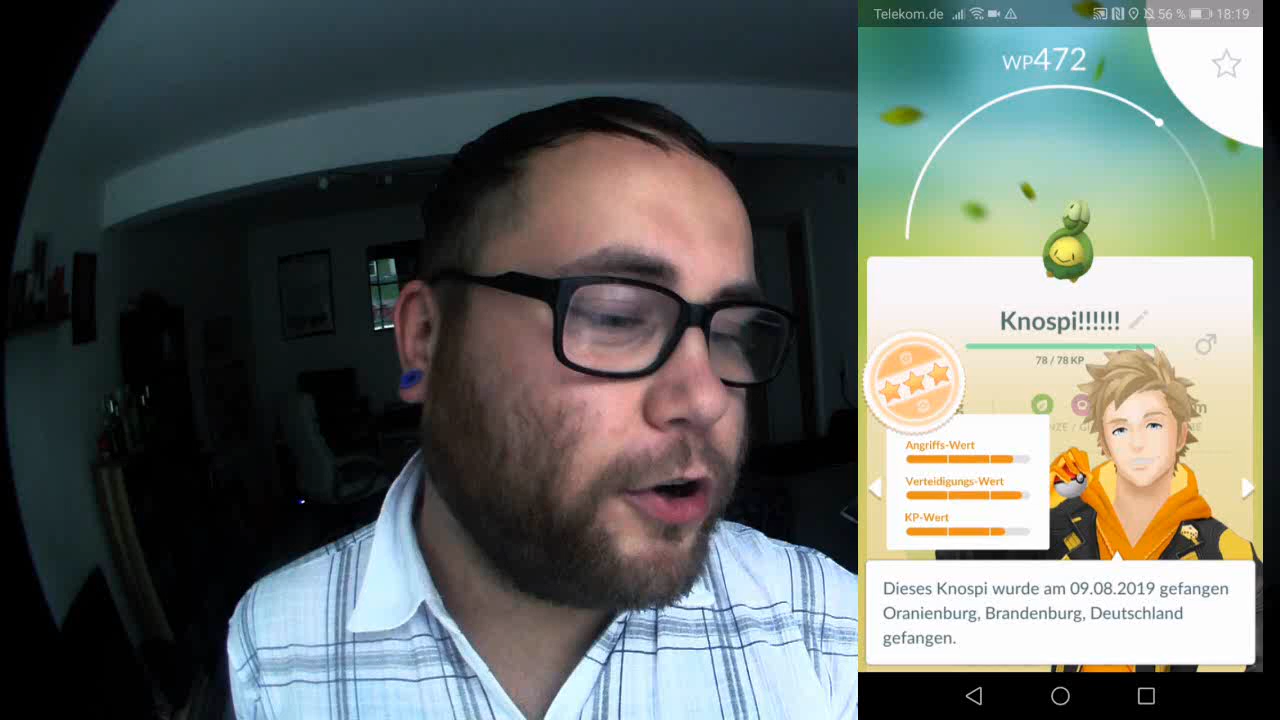 Telekom.de
56 %
18:19
WP472
Knospi!!!!!!
78 / 78 KP
Angriffs-Wert
Verteidigungs-Wert
KP-Wert
Dieses Knospi wurde am 09.08.2019 gefangen
Oranienburg, Brandenburg, Deutschland
gefangen.